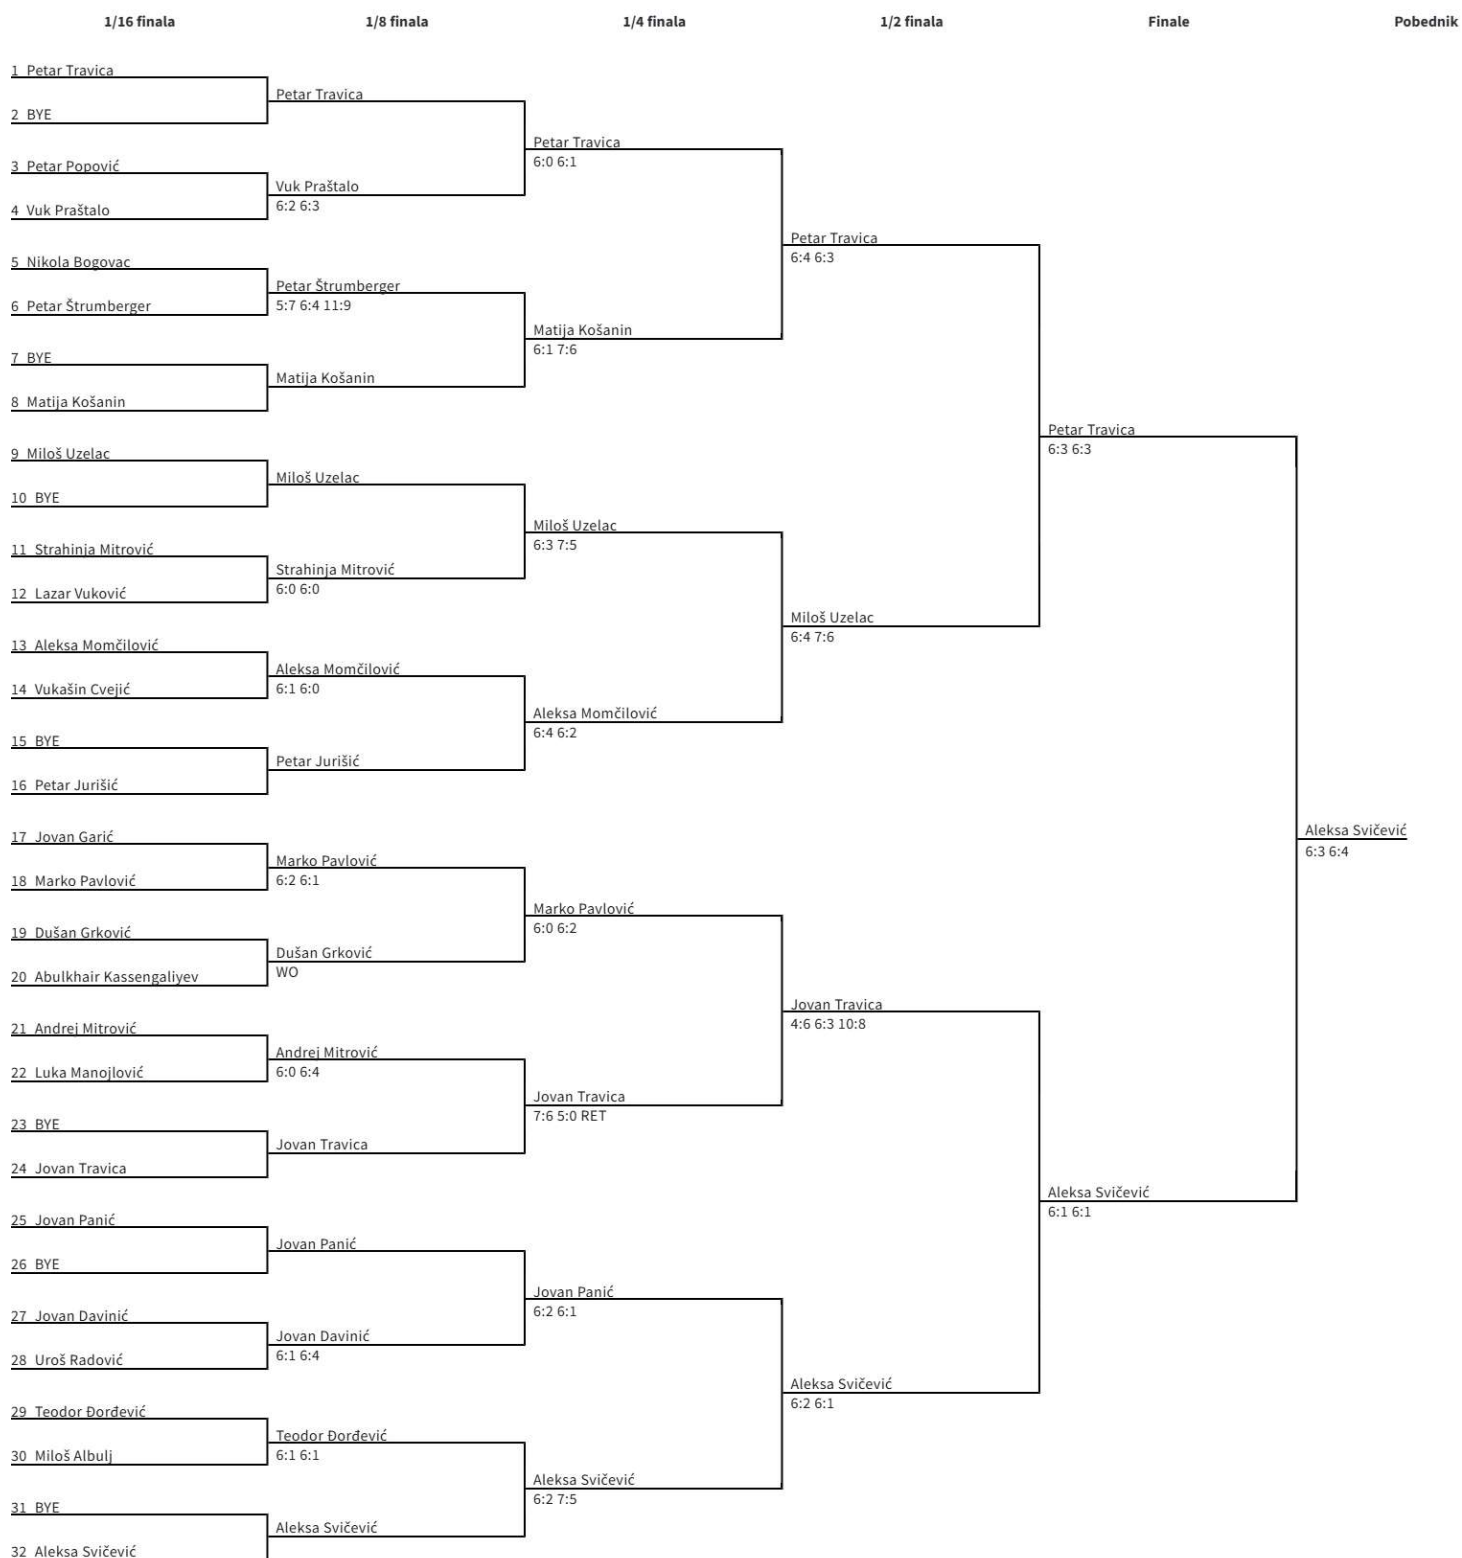 1/16 finala
1/8 finala
1/4 finala
1/2 finala
Finale
Pobednik
1 Petar Travica
2 BYE
3 Petar Popović
4 Vuk Praštalo
5 Nikola Bogovac
6 Petar Štrumberger
7 BYE
8 Matija Košanin
9 Miloš Uzelac
10 BYE
11 Strahinja Mitrović
12 Lazar Vuković
13 Aleksa Momčilović
14 Vukašin Cvejić
15 BYE
16 Petar Jurišić
17 Jovan Garić
18 Marko Pavlović
19 Dušan Grković
20 Abulkhair Kassengaliyev
21 Andrej Mitrović
22 Luka Manojlović
23 BYE
24 Jovan Travica
25 Jovan Panić
26 BYE
27 Jovan Davinić
28 Uroš Radović
29 Teodor Đorđević
30 Miloš Albulj
31 BYE
32 Aleksa Svičević
Petar Travica
Vuk Praštalo
6:2 6:3
Petar Štrumberger
5:7 6:4 11:9
Matija Košanin
Miloš Uzelac
Strahinja Mitrović
6:0 6:0
Aleksa Momčilović
6:1 6:0
Petar Jurišić
Marko Pavlović
6:2 6:1
Dušan Grković
WO
Andrej Mitrović
6:0 6:4
Jovan Travica
Jovan Panić
Jovan Davinić
6:1 6:4
Teodor Đorđević
6:1 6:1
Aleksa Svičević
Petar Travica
6:0 6:1
Matija Košanin
6:1 7:6
Miloš Uzelac
6:3 7:5
Aleksa Momčilović
6:4 6:2
Marko Pavlović
6:0 6:2
Jovan Travica
7:6 5:0 RET
Jovan Panić
6:2 6:1
Aleksa Svičević
6:2 7:5
Petar Travica
6:4 6:3
Miloš Uzelac
6:4 7:6
Jovan Travica
4:6 6:3 10:8
Aleksa Svičević
6:2 6:1
Petar Travica
6:3 6:3
Aleksa Svičević
6:1 6:1
Aleksa Svičević
6:3 6:4